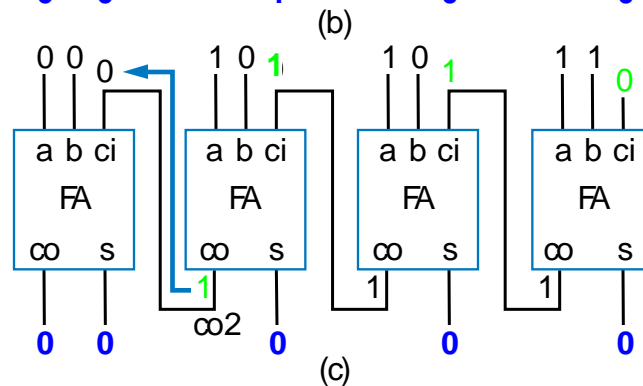 (b)
0 0 0 1 0 1 1 0 1 1 1 0
a b ci a b ci a b ci a b ci
FA FA FA FA
co s co s co s co s
1 1 1
co2
0 0 0 0 0
(c)